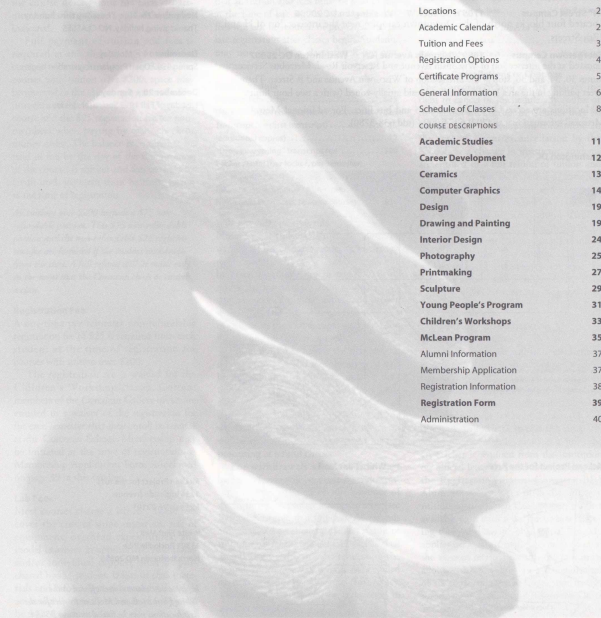 Locations 2
Academic Calendar 2
Tuition and Fees 3
Registration Options 4
Certificate Programs 5
General Information 6
Schedule of Classes 8
COURSE DESCRIPTIONS
Academic Studies 11
Career Development 12
Ceramics 13
Computer Graphics 14
Design 19
Drawing and Painting 19
Interior Design 24
Photography 25
Printmaking 27
Sculpture 29
Young People's Program 31
Children's Workshops 33
McLean Program 35
Alumni Information 37
Membership Application 37
Registration Information 38
Registration Form 39
Administration 40